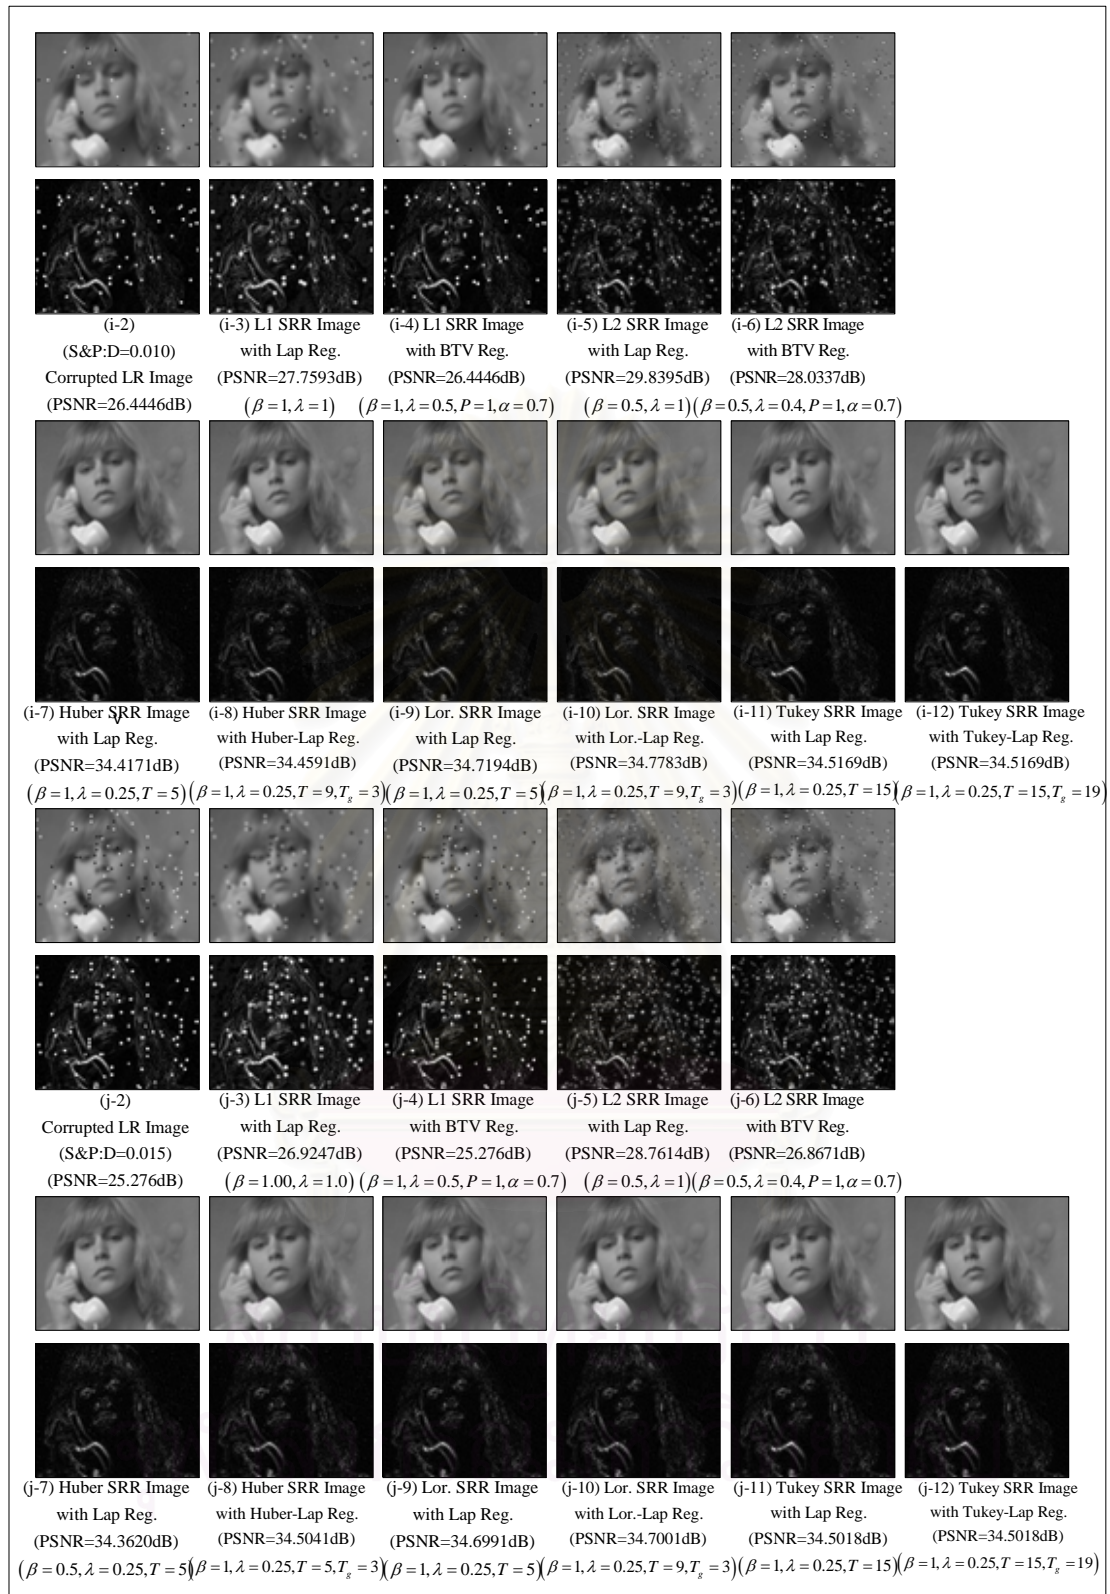 (i-2)
(S&P:D=0.010)
Corrupted LR Image
(PSNR=26.4446dB)
(i-3) L1 SRR Image
with Lap Reg.
(PSNR=27.7593dB)
(β = 1, λ = 1)
(i-4) L1 SRR Image
with BTV Reg.
(PSNR=26.4446dB)
(β = 1, λ = 0.5, P = 1, α = 0.7)
(i-5) L2 SRR Image
with Lap Reg.
(PSNR=29.8395dB)
(β = 0.5, λ = 1)
(i-6) L2 SRR Image
with BTV Reg.
(PSNR=28.0337dB)
(β = 0.5, λ = 0.4, P = 1, α = 0.7)
(i-7) Huber SRR Image
with Lap Reg.
(PSNR=34.4171dB)
(β = 1, λ = 0.25, T = 5)
(i-8) Huber SRR Image
with Huber-Lap Reg.
(PSNR=34.4591dB)
(β = 1, λ = 0.25, T = 9, T_g = 3)
(i-9) Lor. SRR Image
with Lap Reg.
(PSNR=34.7194dB)
(β = 1, λ = 0.25, T = 5)
(i-10) Lor. SRR Image
with Lor.-Lap Reg.
(PSNR=34.7783dB)
(β = 1, λ = 0.25, T = 9, T_g = 3)
(i-11) Tukey SRR Image
with Lap Reg.
(PSNR=34.5169dB)
(β = 1, λ = 0.25, T = 15)
(i-12) Tukey SRR Image
with Tukey-Lap Reg.
(PSNR=34.5169dB)
(β = 1, λ = 0.25, T = 15, T_g = 19)
(j-2)
Corrupted LR Image
(S&P:D=0.015)
(PSNR=25.276dB)
(j-3) L1 SRR Image
with Lap Reg.
(PSNR=26.9247dB)
(β = 1.00, λ = 1.0)
(j-4) L1 SRR Image
with BTV Reg.
(PSNR=25.276dB)
(β = 1, λ = 0.5, P = 1, α = 0.7)
(j-5) L2 SRR Image
with Lap Reg.
(PSNR=28.7614dB)
(β = 0.5, λ = 1)
(j-6) L2 SRR Image
with BTV Reg.
(PSNR=26.8671dB)
(β = 0.5, λ = 0.4, P = 1, α = 0.7)
(j-7) Huber SRR Image
with Lap Reg.
(PSNR=34.3620dB)
(β = 0.5, λ = 0.25, T = 5)
(j-8) Huber SRR Image
with Huber-Lap Reg.
(PSNR=34.5041dB)
(β = 1, λ = 0.25, T = 5, T_g = 3)
(j-9) Lor. SRR Image
with Lap Reg.
(PSNR=34.6991dB)
(β = 1, λ = 0.25, T = 5)
(j-10) Lor. SRR Image
with Lor.-Lap Reg.
(PSNR=34.7001dB)
(β = 1, λ = 0.25, T = 9, T_g = 3)
(j-11) Tukey SRR Image
with Lap Reg.
(PSNR=34.5018dB)
(β = 1, λ = 0.25, T = 15)
(j-12) Tukey SRR Image
with Tukey-Lap Reg.
(PSNR=34.5018dB)
(β = 1, λ = 0.25, T = 15, T_g = 19)